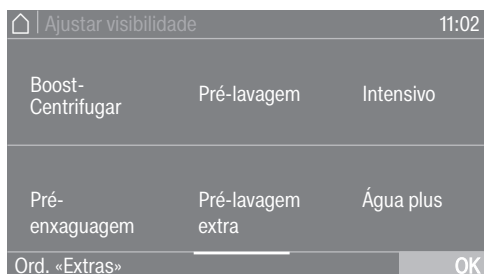 Ajustar visibilidade 11:02
Boost- Pré-lavagem Intensivo
Centrifugar
Pré- Pré-lavagem Água plus
enxaguagem extra
Ord. «Extras» OK